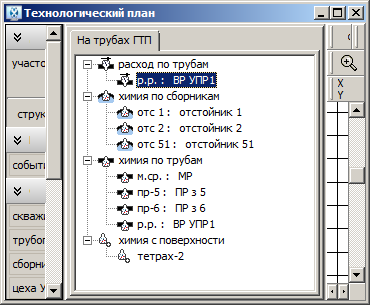 Технологический план
На трубах ГТП
участо
струк
событи
скважи
трубог
сборни
цеха У
расход по трубам
р.р. : ВР УПР1
химия по сборникам
отс 1 : отстойник 1
отс 2 : отстойник 2
отс 51 : отстойник 51
химия по трубам
м.ср. : МР
пр-5 : ПР з 5
пр-6 : ПР з 6
р.р. : ВР УПР1
химия с поверхности
тетрах-2
X
Y